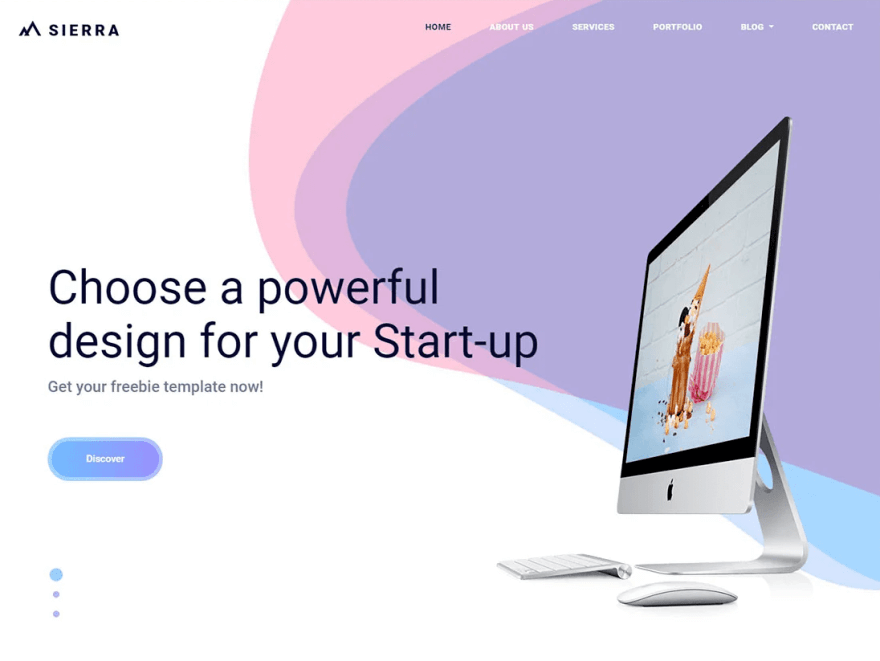 SIERRA
HOME ABOUT US SERVICES PORTFOLIO BLOG CONTACT
Choose a powerful
design for your Start-up
Get your freebie template now!
Discover